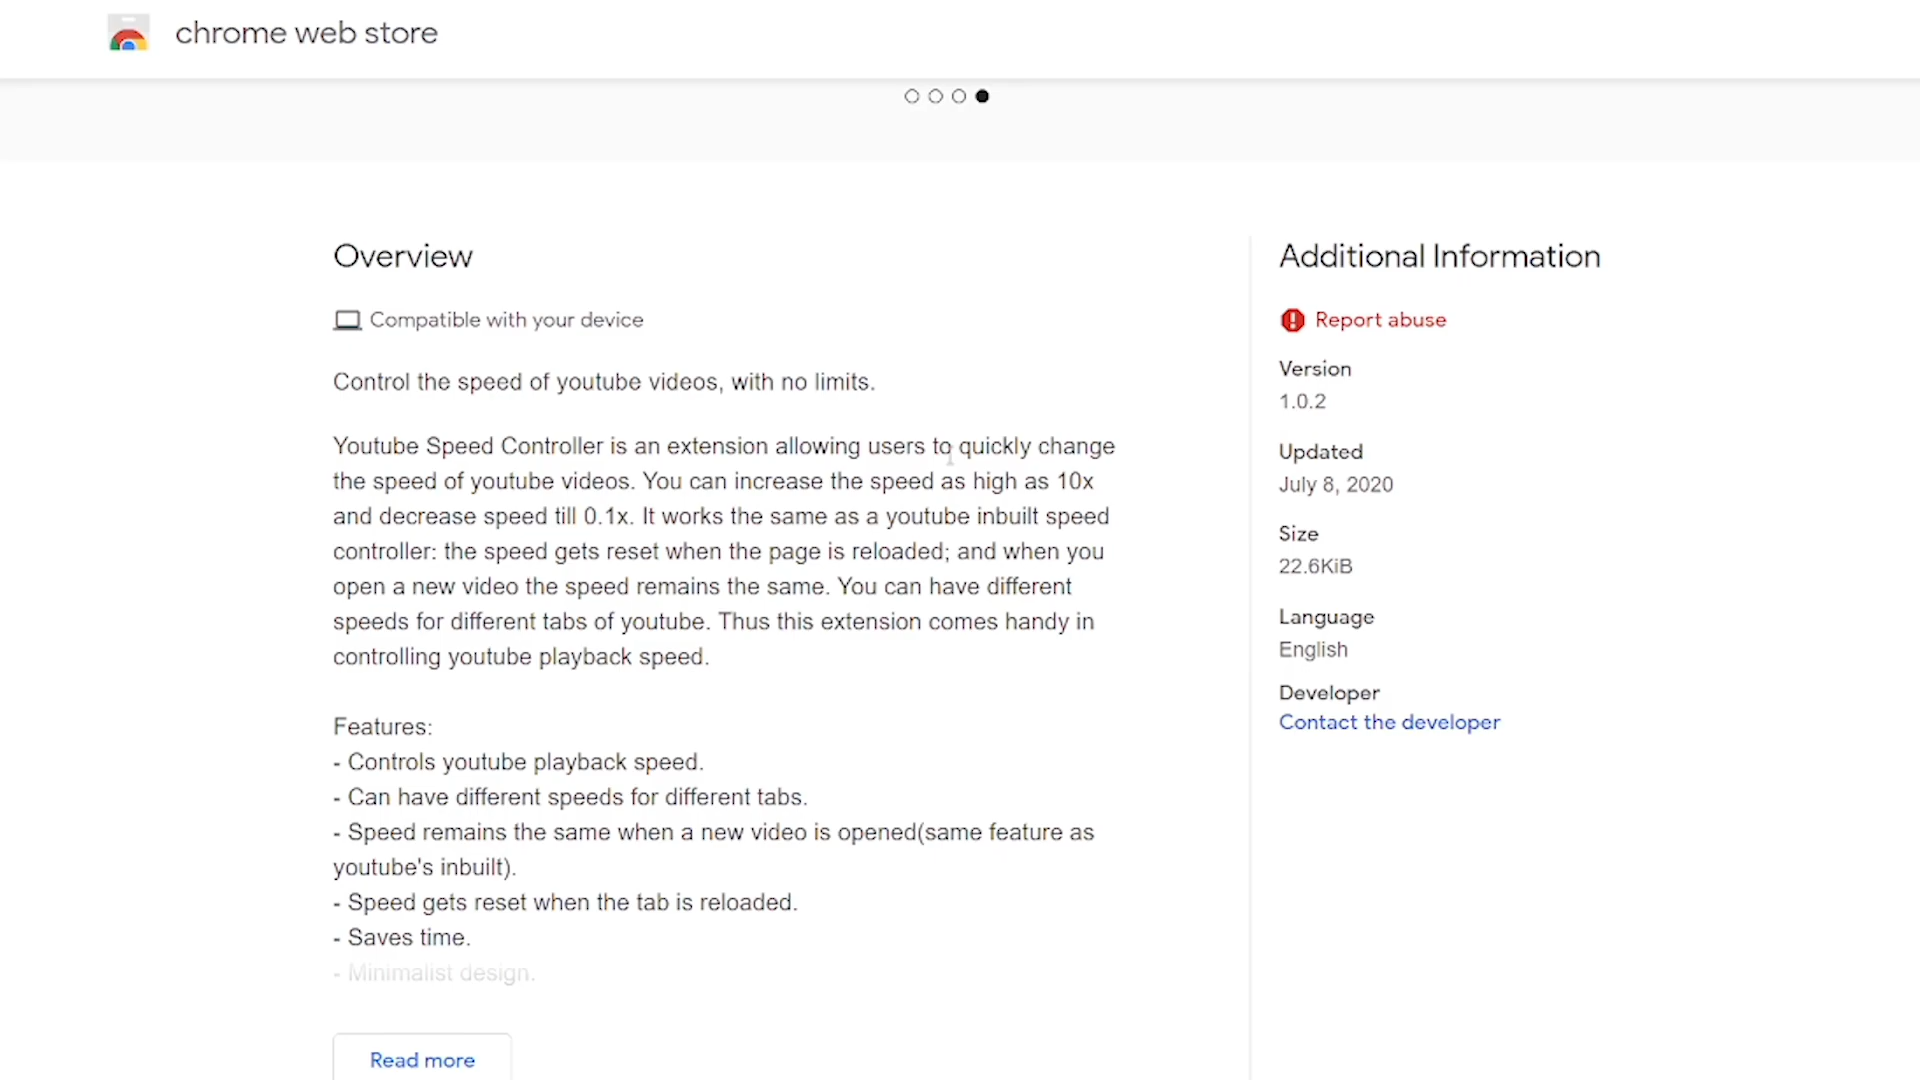 chrome web store
Overview
Compatible with your device
Control the speed of youtube videos, with no limits.
Youtube Speed Controller is an extension allowing users to quickly change
the speed of youtube videos. You can increase the speed as high as 10x
and decrease speed till 0.1x. It works the same as a youtube inbuilt speed
controller: the speed gets reset when the page is reloaded; and when you
open a new video the speed remains the same. You can have different
speeds for different tabs of youtube. Thus this extension comes handy in
controlling youtube playback speed.
Features:
- Controls youtube playback speed.
- Can have different speeds for different tabs.
- Speed remains the same when a new video is opened(same feature as
youtube's inbuilt).
- Speed gets reset when the tab is reloaded.
- Saves time.
- Minimalist design.
Read more
Additional Information
Report abuse
Version
1.0.2
Updated
July 8, 2020
Size
22.6KiB
Language
English
Developer
Contact the developer